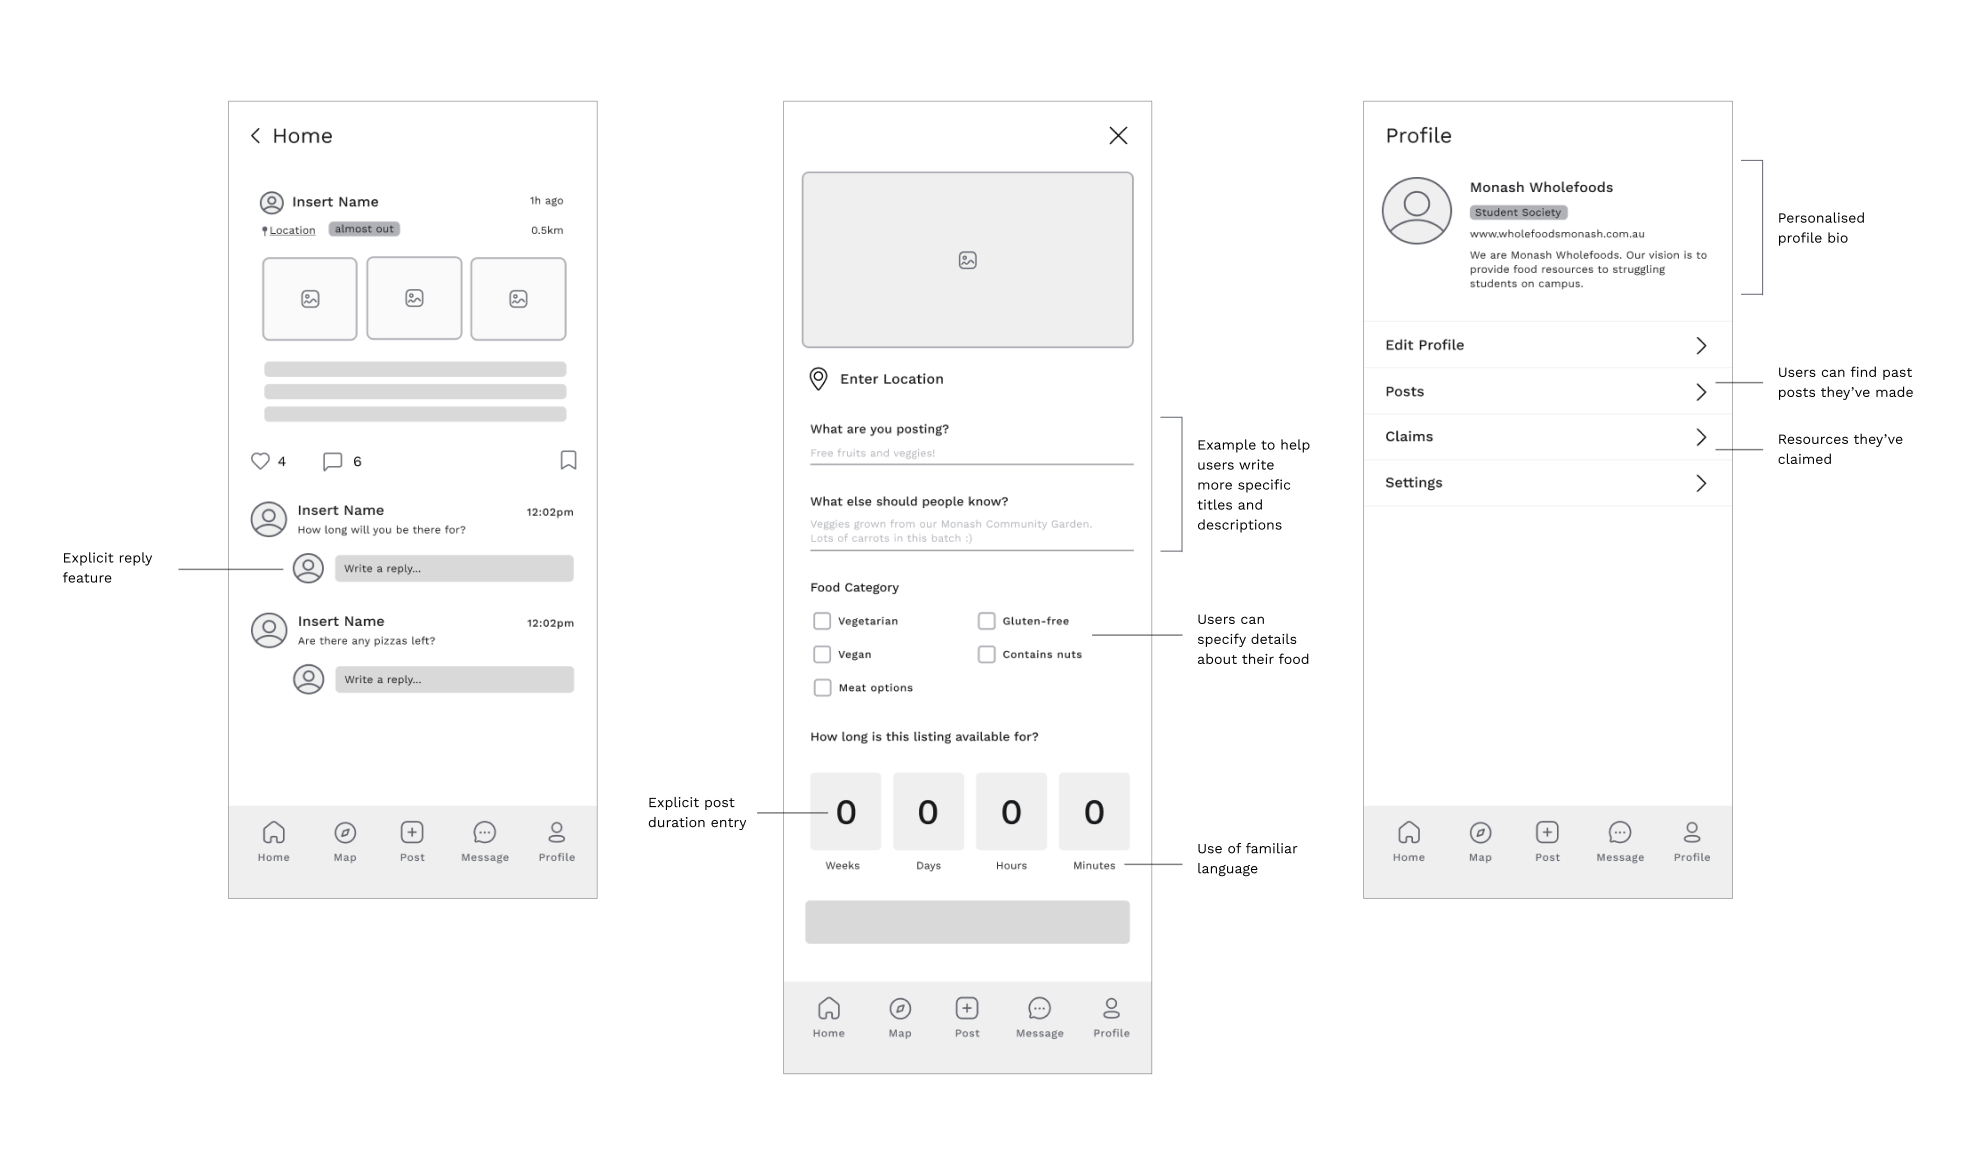 Home
Insert Name
1h ago
Location
almost out
0.5km
4
6
Insert Name
12:02pm
How long will you be there for?
Write a reply...
Insert Name
12:02pm
Are there any pizzas left?
Write a reply...
Home
Map
Post
Message
Profile
Explicit reply
feature
Enter Location
What are you posting?
Free fruits and veggies!
What else should people know?
Veggies grown from our Monash Community Garden.
Lots of carrots in this batch :)
Food Category
Vegetarian
Gluten-free
Vegan
Contains nuts
Meat options
How long is this listing available for?
0
0
0
0
Weeks
Days
Hours
Minutes
Home
Map
Post
Message
Profile
Explicit post
duration entry
Example to help
users write
more specific
titles and
descriptions
Users can
specify details
about their food
Use of familiar
language
Profile
Monash Wholefoods
Student Society
www.wholefoodsmonash.com.au
We are Monash Wholefoods. Our vision is to
provide food resources to struggling
students on campus.
Edit Profile
Posts
Claims
Settings
Home
Map
Post
Message
Profile
Personalised
profile bio
Users can find past
posts they’ve made
Resources they’ve
claimed